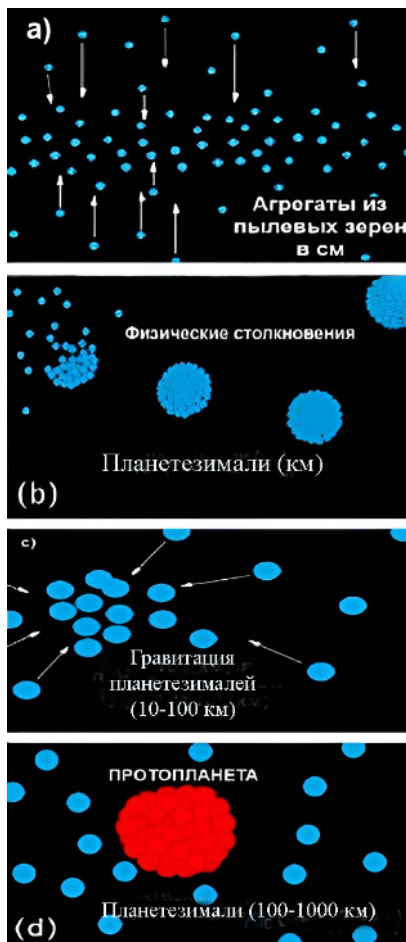 a)
Агрегаты из
пылевых зерен
в см
Физические столкновения
Планетезимали (км)
(b)
c)
Гравитация
планетезималей
(10-100 км)
ПРОТОПЛАНЕТА
Планетезимали (100-1000 км)
(d)